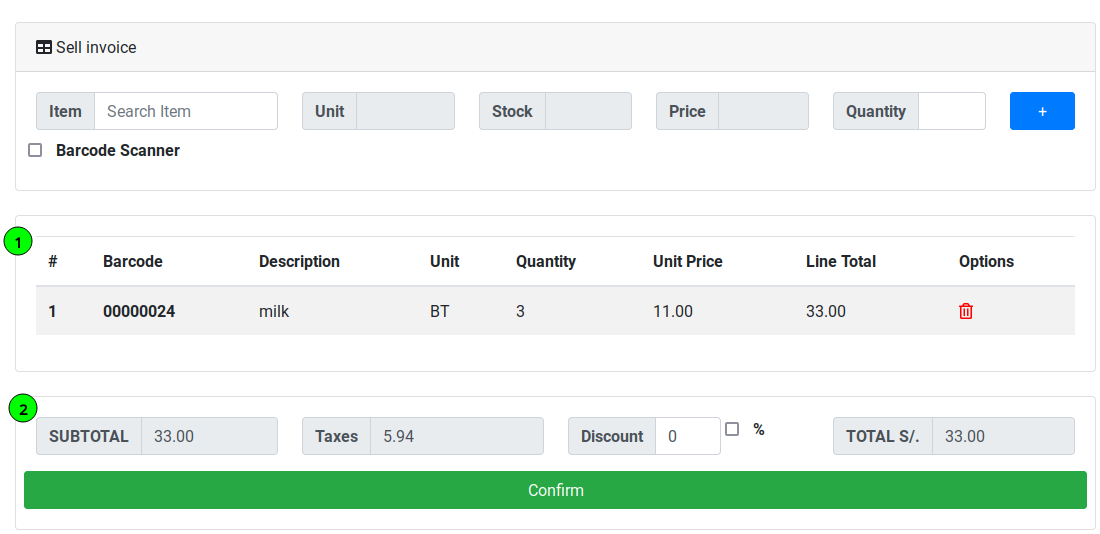 Sell invoice
Item Search Item Unit Stock Price Quantity +
Barcode Scanner
1
# Barcode Description Unit Quantity Unit Price Line Total Options
1 00000024 milk BT 3 11.00 33.00
2
SUBTOTAL 33.00 Taxes 5.94 Discount 0 % TOTAL S/. 33.00
Confirm